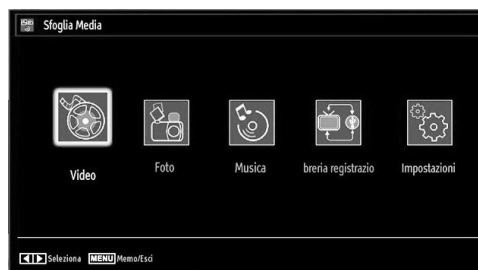 Sfoglia Media
Video
Foto
Musica
breria registrazio
Impostazioni
Seleziona MENU Memo/Esci